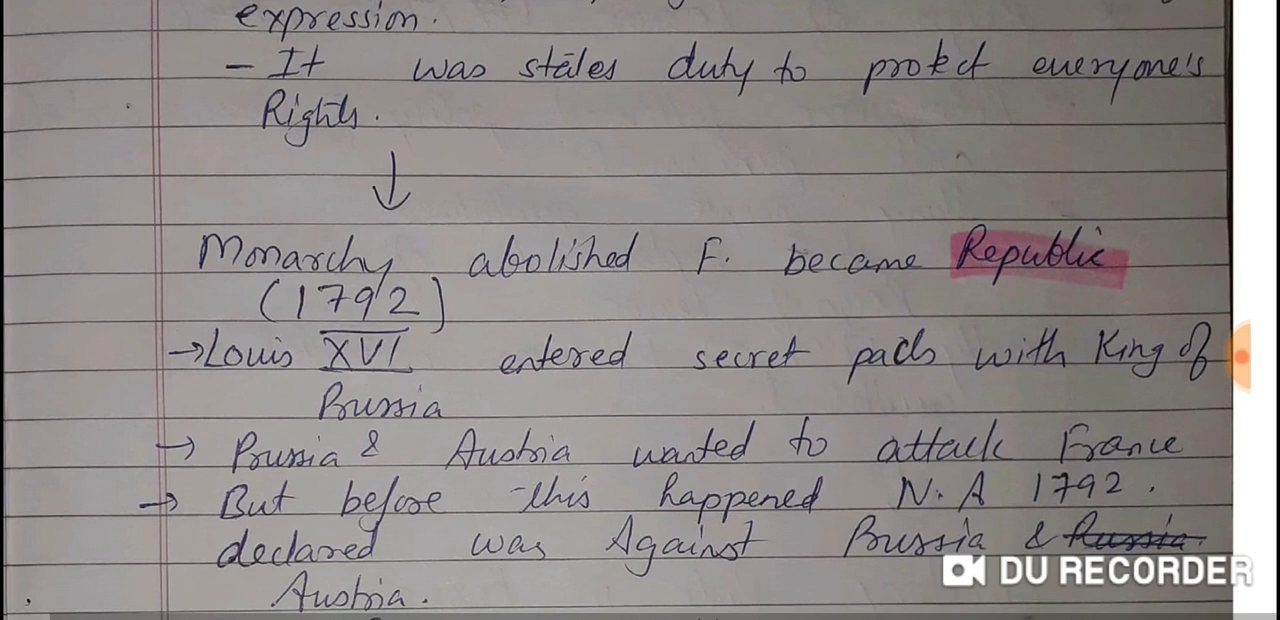 expression.
- It was states duty to protect everyone's
Rights.
↓
Monarchy abolished F. became Republic
(1792)
→ Louis XVI entered secret pacts with King of
Prussia
→ Prussia & Austria wanted to attack France
→ But before this happened N.A 1792.
declared was Against Prussia & Russia
Austria.
DU RECORDER